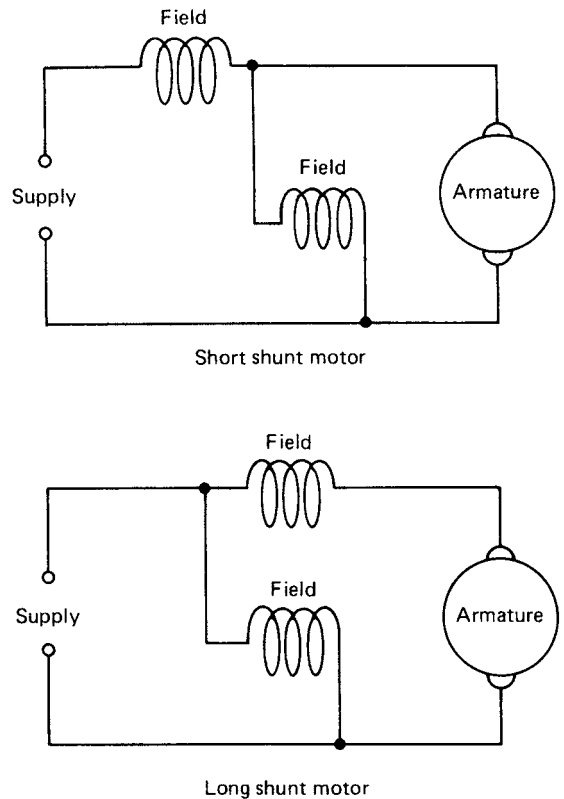 Field
Field
Supply
Armature
Short shunt motor
Field
Field
Supply
Armature
Long shunt motor